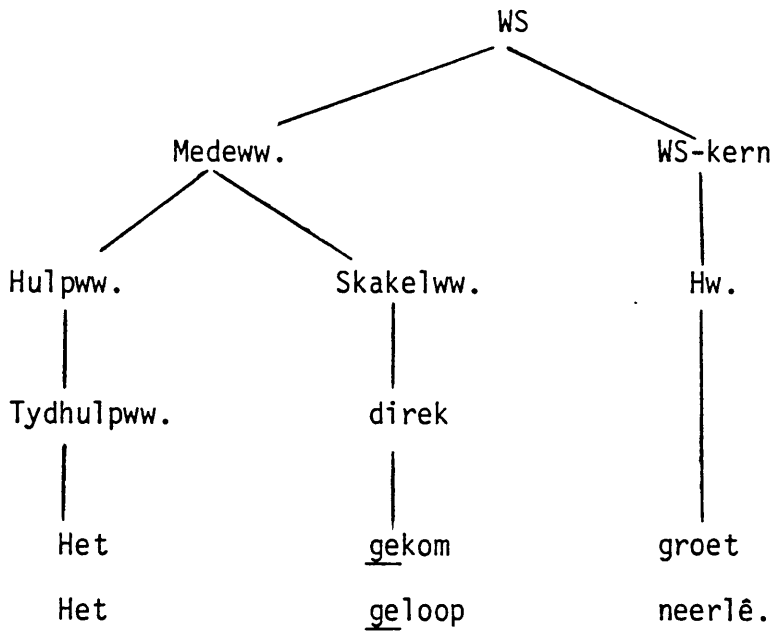 WS
Medeww. WS-kern
Hulpww. Skakelww. Hw.
Tydhulpww. direk
Het gekom groet
Het geloop neerlê.